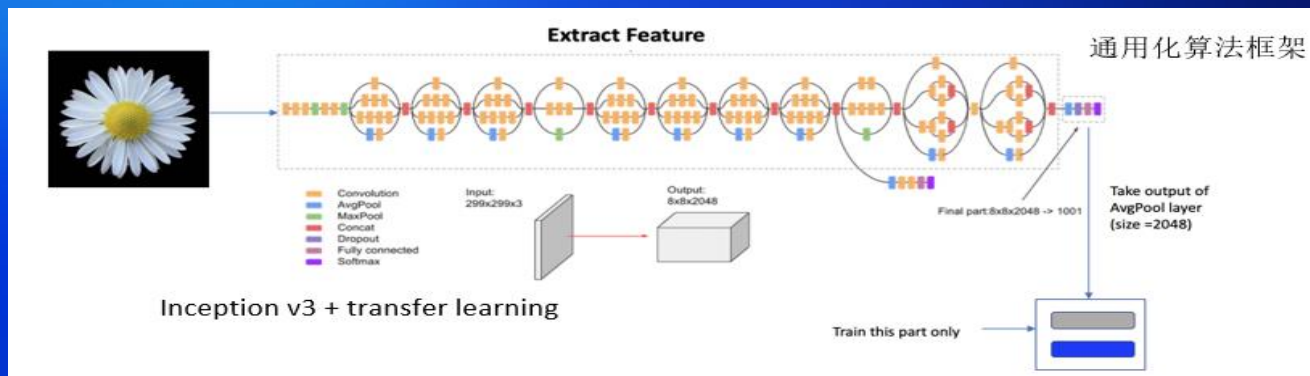 Extract Feature
通用化算法框架
Convolution
AvgPool
MaxPool
Concat
Dropout
Fully connected
Softmax
Input:
299x299x3
Output:
8x8x2048
Final part:8x8x2048 -> 1001
Take output of
AvgPool layer
(size =2048)
Inception v3 + transfer learning
Train this part only